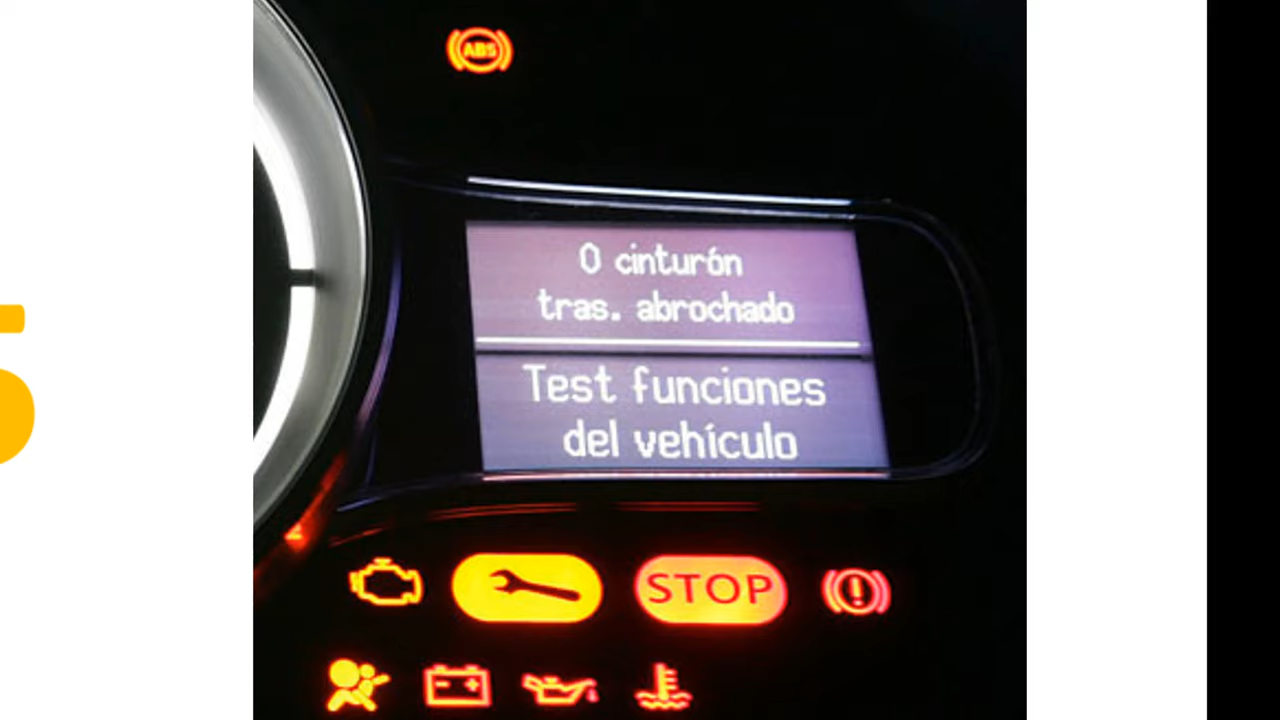 ABS
0 cinturón
tras. abrochado
Test funciones
del vehículo
STOP